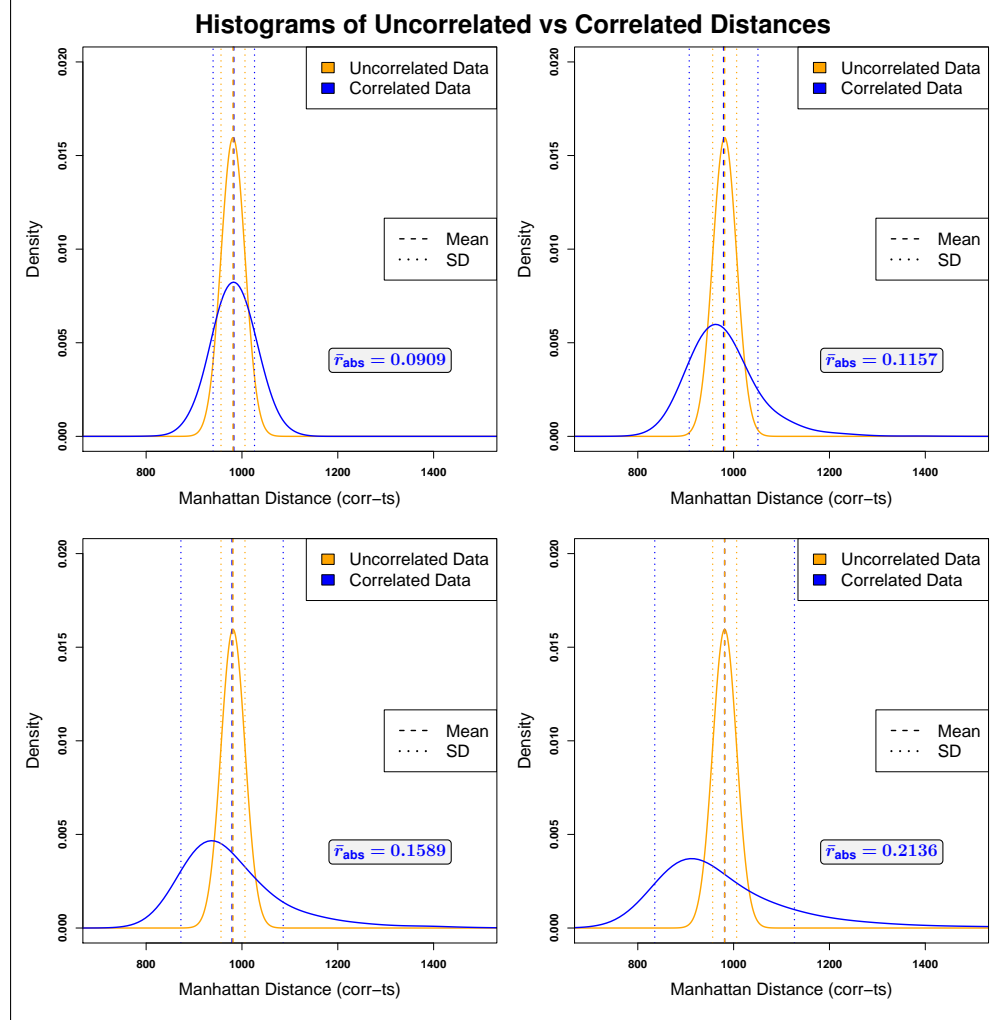 Histograms of Uncorrelated vs Correlated Distances
Uncorrelated Data
Correlated Data
Mean
SD
r̄abs = 0.0909
Density
0.000
0.005
0.010
0.015
0.020
800
1000
1200
1400
Manhattan Distance (corr−ts)
Uncorrelated Data
Correlated Data
Mean
SD
r̄abs = 0.1157
Density
0.000
0.005
0.010
0.015
0.020
800
1000
1200
1400
Manhattan Distance (corr−ts)
Uncorrelated Data
Correlated Data
Mean
SD
r̄abs = 0.1589
Density
0.000
0.005
0.010
0.015
0.020
800
1000
1200
1400
Manhattan Distance (corr−ts)
Uncorrelated Data
Correlated Data
Mean
SD
r̄abs = 0.2136
Density
0.000
0.005
0.010
0.015
0.020
800
1000
1200
1400
Manhattan Distance (corr−ts)